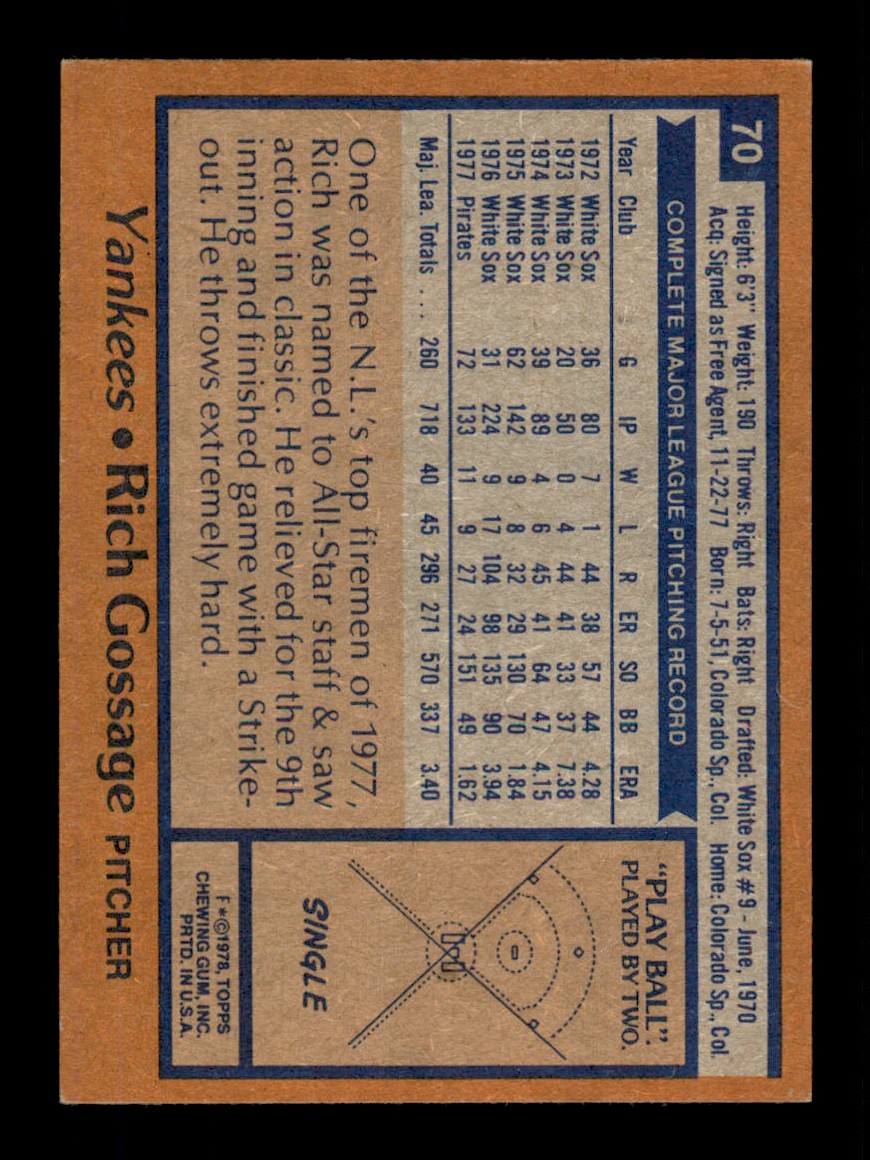 70
Height: 6'3" Weight: 190 Throws: Right Bats: Right Drafted: White Sox #9 - June, 1970
Acq: Signed as Free Agent, 11-22-77 Born: 7-5-51, Colorado Sp., Col. Home: Colorado Sp., Col.
COMPLETE MAJOR LEAGUE PITCHING RECORD
Year Club G IP W L R ER SO BB ERA
1972 White Sox 36 80 7 1 44 38 57 44 4.28
1973 White Sox 20 50 0 4 44 41 33 37 7.38
1974 White Sox 39 89 4 6 45 41 64 47 4.15
1975 White Sox 62 142 9 8 32 29 130 70 1.84
1976 White Sox 31 224 9 17 104 98 135 90 3.94
1977 Pirates 72 133 11 9 27 24 151 49 1.62
Maj. Lea. Totals .... 260 718 40 45 296 271 570 337 3.40
One of the N.L.'s top firemen of 1977,
Rich was named to All-Star staff & saw
action in classic. He relieved for the 9th
inning and finished game with a Strike-
out. He throws extremely hard.
"PLAY BALL".
PLAYED BY TWO.
SINGLE
F*©1978, TOPPS
CHEWING GUM, INC.
PRTD. IN U.S.A.
Yankees • Rich Gossage PITCHER